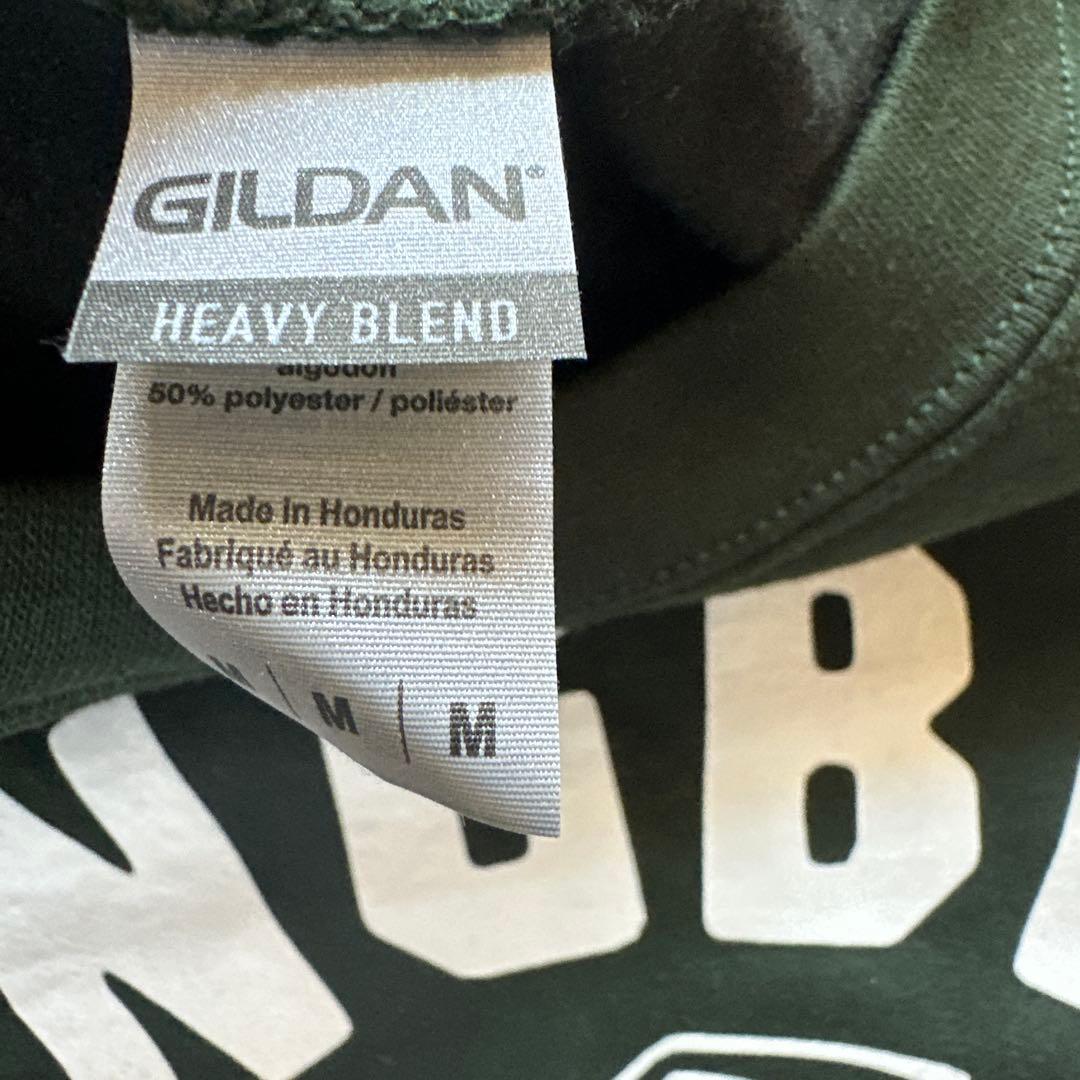 GILDAN®
HEAVY BLEND
algodón
50% polyester / poliéster
Made in Honduras
Fabriqué au Honduras
Hecho en Honduras
M / M / M